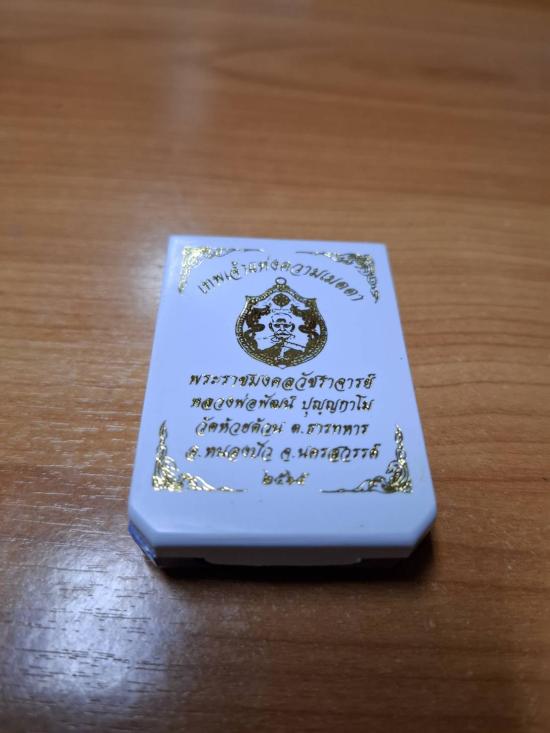 เทพเจ้าแห่งความเมตตา
พระราชมงคลวัชราจารย์
หลวงพ่อพัฒน์ ปุญฺญกาโม
วัดห้วยด้วน ต.ธารทหาร
อ.หนองบัว จ.นครสวรรค์
๒๕๖๕